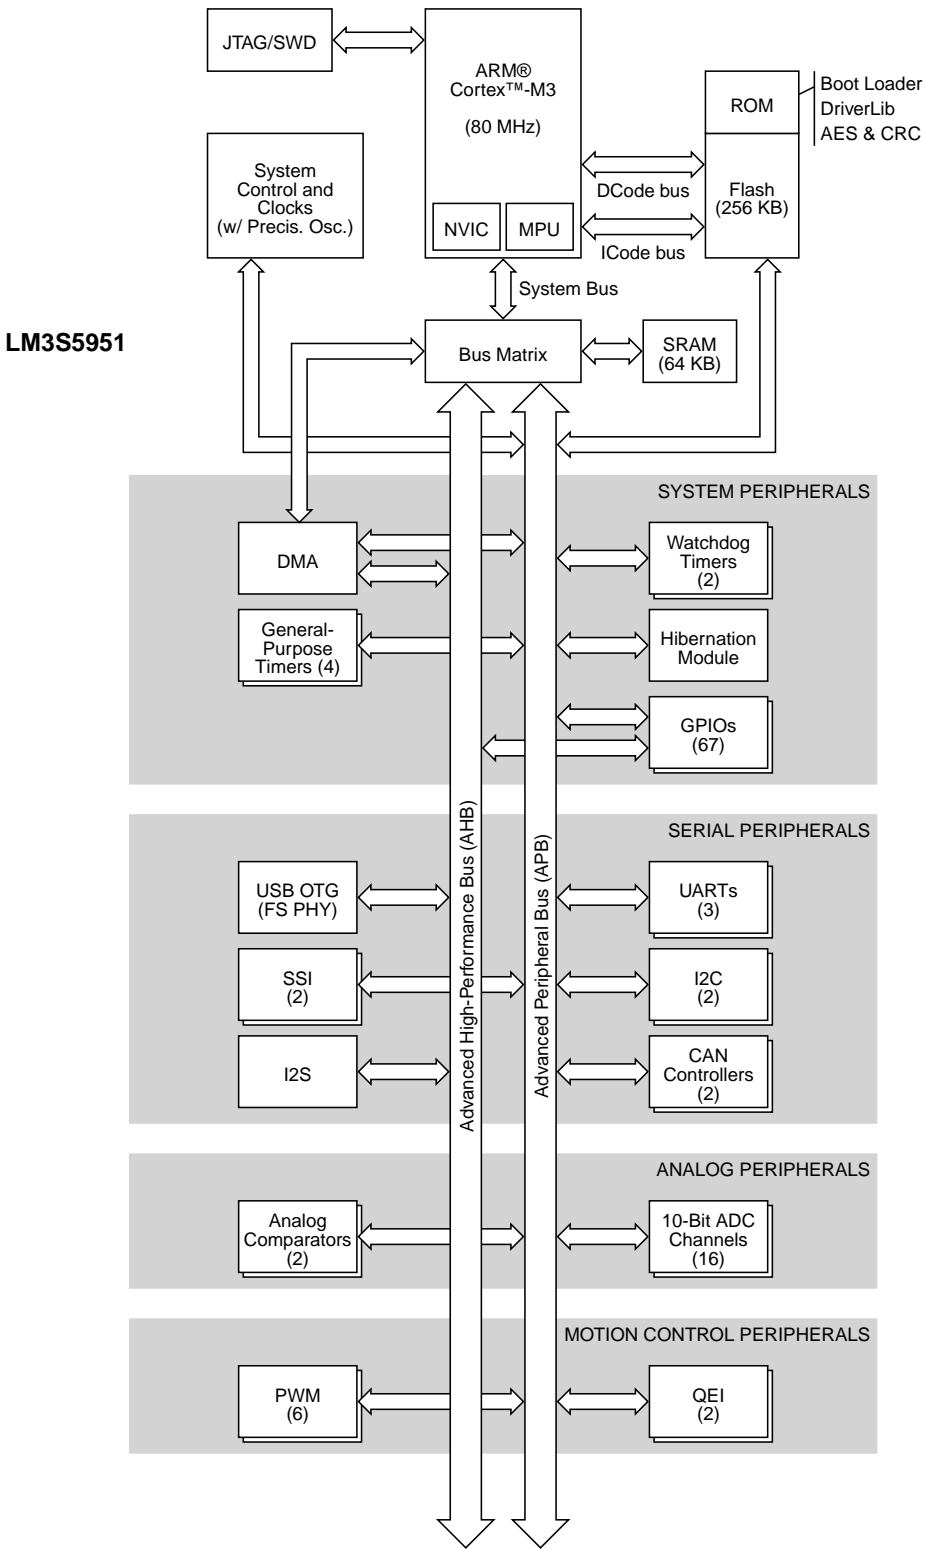 JTAG/SWD
ARM®
Cortex™-M3
(80 MHz)
NVIC
MPU
ROM
Boot Loader
DriverLib
AES & CRC
Flash
(256 KB)
DCode bus
ICode bus
System
Control and
Clocks
(w/ Precis. Osc.)
System Bus
LM3S5951
Bus Matrix
SRAM
(64 KB)
SYSTEM PERIPHERALS
DMA
Watchdog
Timers
(2)
General-
Purpose
Timers (4)
Hibernation
Module
GPIOs
(67)
Advanced High-Performance Bus (AHB)
Advanced Peripheral Bus (APB)
SERIAL PERIPHERALS
USB OTG
(FS PHY)
UARTs
(3)
SSI
(2)
I2C
(2)
I2S
CAN
Controllers
(2)
ANALOG PERIPHERALS
Analog
Comparators
(2)
10-Bit ADC
Channels
(16)
MOTION CONTROL PERIPHERALS
PWM
(6)
QEI
(2)